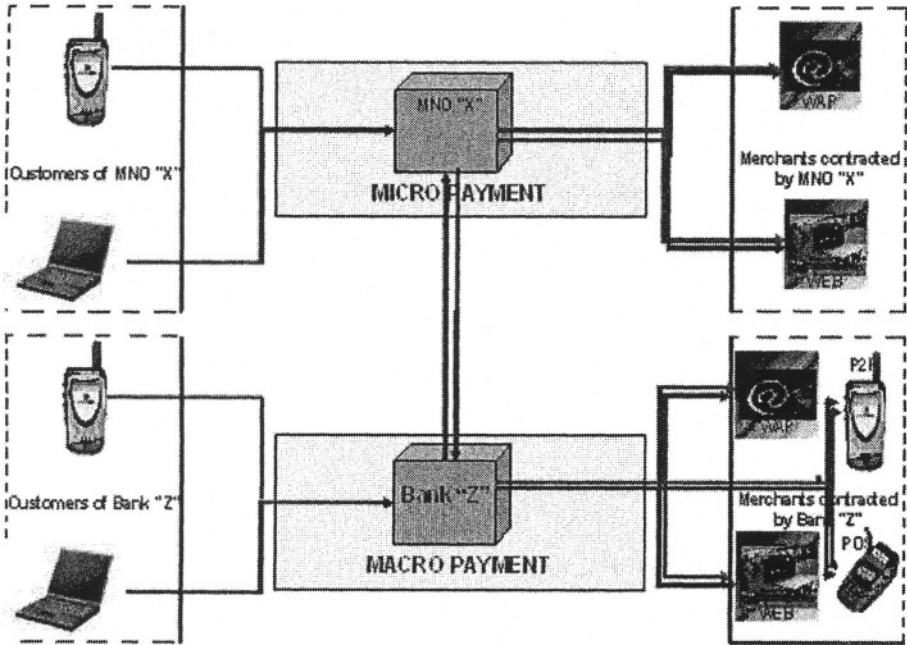 MNO "X"
WAP
Customers of MNO "X"
Merchants contracted
by MNO "X"
MICRO PAYMENT
WEB
P2P
WAP
Bank "Z"
Customers of Bank "Z"
Merchants contracted
by Bank "Z"
POS
MACRO PAYMENT
WEB